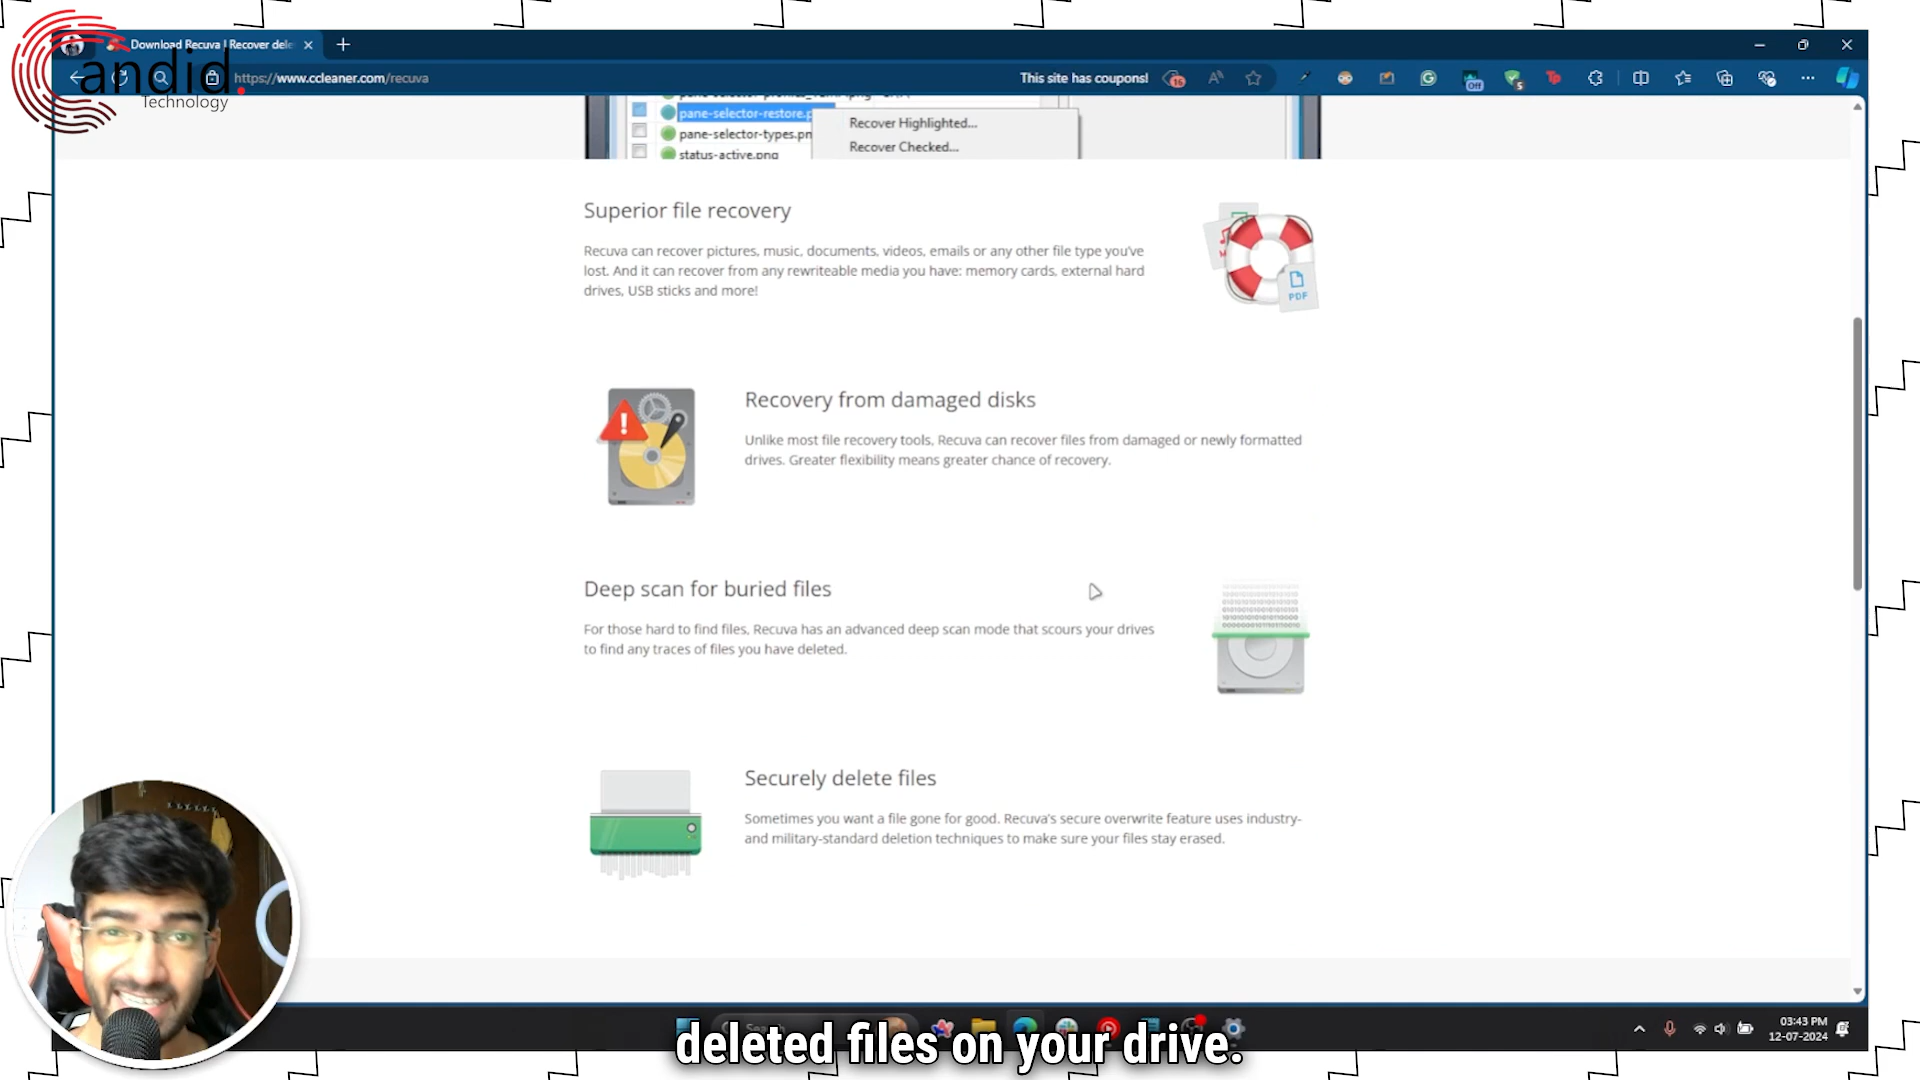 Candid.
Technology
Download Recuva | Recover dele
https://www.ccleaner.com/recuva
This site has coupons!
16
Off
5
pane-selector-restore.p
pane-selector-types.pn
status-active.png
Recover Highlighted...
Recover Checked...
Superior file recovery
Recuva can recover pictures, music, documents, videos, emails or any other file type you've
lost. And it can recover from any rewriteable media you have: memory cards, external hard
drives, USB sticks and more!
PDF
Recovery from damaged disks
Unlike most file recovery tools, Recuva can recover files from damaged or newly formatted
drives. Greater flexibility means greater chance of recovery.
Deep scan for buried files
For those hard to find files, Recuva has an advanced deep scan mode that scours your drives
to find any traces of files you have deleted.
Securely delete files
Sometimes you want a file gone for good. Recuva's secure overwrite feature uses industry-
and military-standard deletion techniques to make sure your files stay erased.
deleted files on your drive.
03:43 PM
12-07-2024